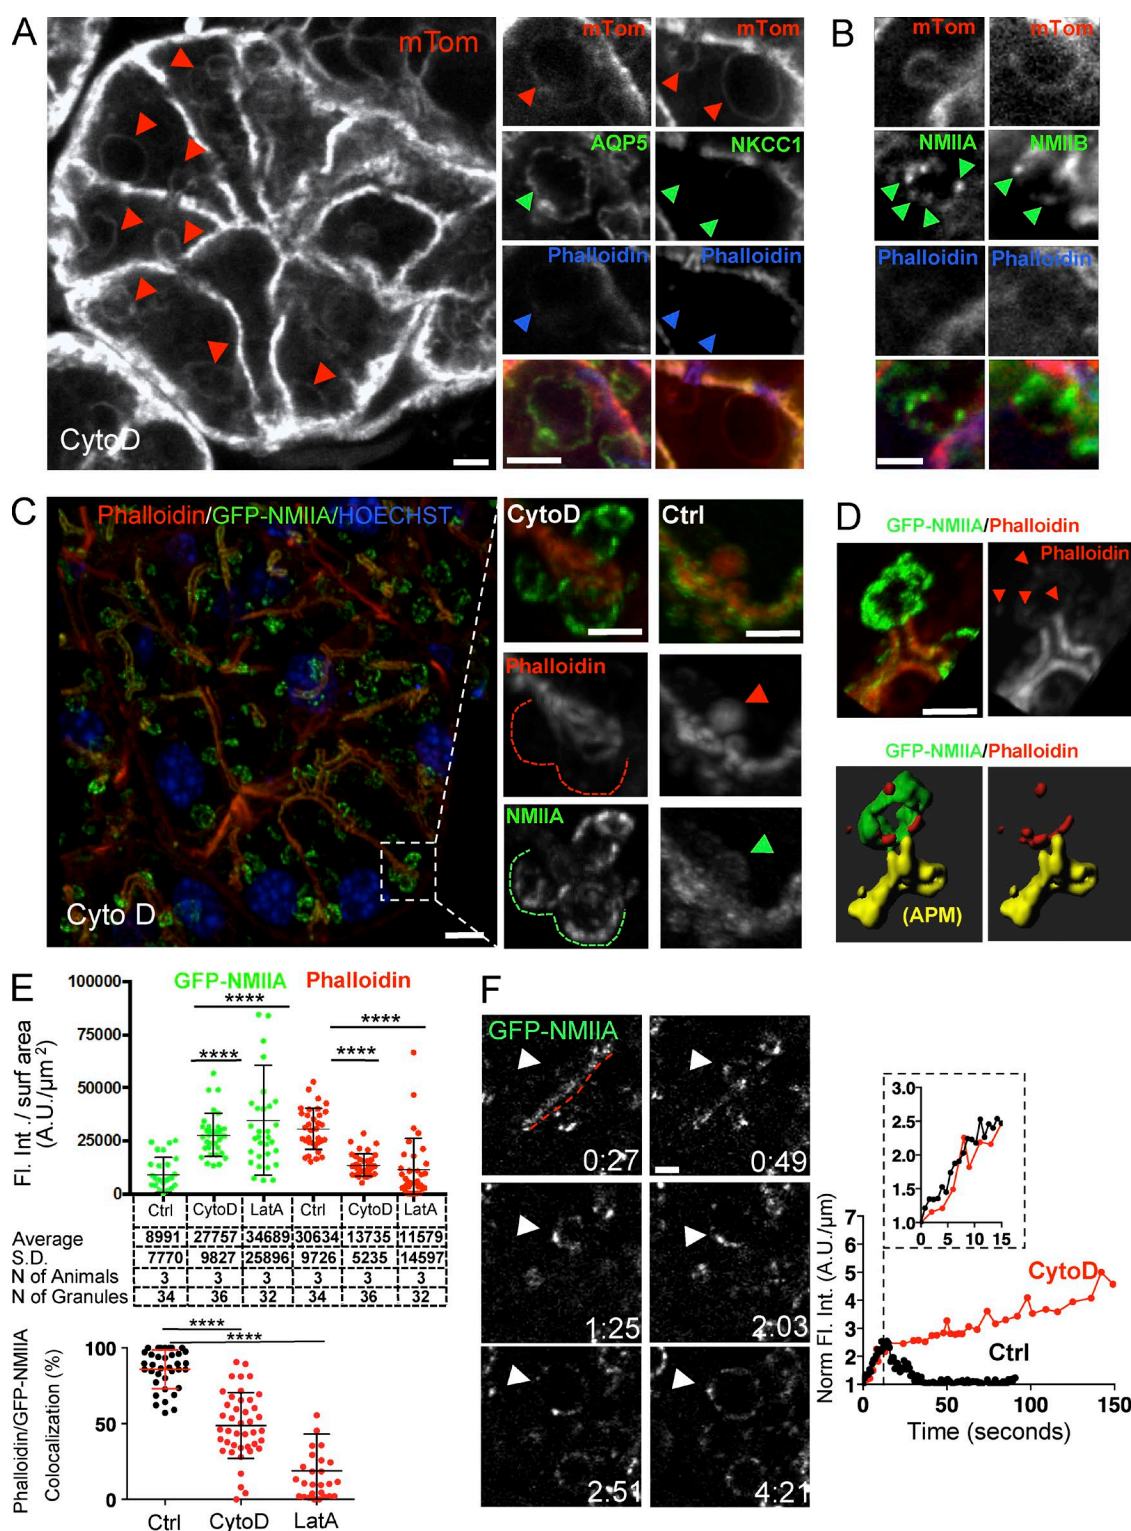 A
mTom
CytoD
mTom
mTom
AQP5
NKCC1
Phalloidin
Phalloidin
B
mTom
mTom
NMIIA
NMIIB
Phalloidin
Phalloidin
C
Phalloidin/GFP-NMIIA/HOECHST
Cyto D
CytoD
Ctrl
Phalloidin
NMIIA
D
GFP-NMIIA/Phalloidin
Phalloidin
GFP-NMIIA/Phalloidin
(APM)
E
GFP-NMIIA Phalloidin
Fl. Int./ surf area
(A.U./µm²)
100000
75000
50000
25000
0
**** **** **** ****
Ctrl CytoD LatA Ctrl CytoD LatA
Average 8991 27757 34689 30634 13735 11579
S.D. 7770 9827 25896 9726 5235 14597
N of Animals 3 3 3 3 3 3
N of Granules 34 36 32 34 36 32
Phalloidin/GFP-NMIIA
Colocalization (%)
100
50
0
****
****
Ctrl CytoD LatA
F
GFP-NMIIA
0:27
0:49
1:25
2:03
2:51
4:21
3.0
2.5
2.0
1.5
1.0
0 5 10 15
Norm Fl. Int. (A.U./µm)
7
6
5
4
3
2
1
CytoD
Ctrl
0 50 100 150
Time (seconds)